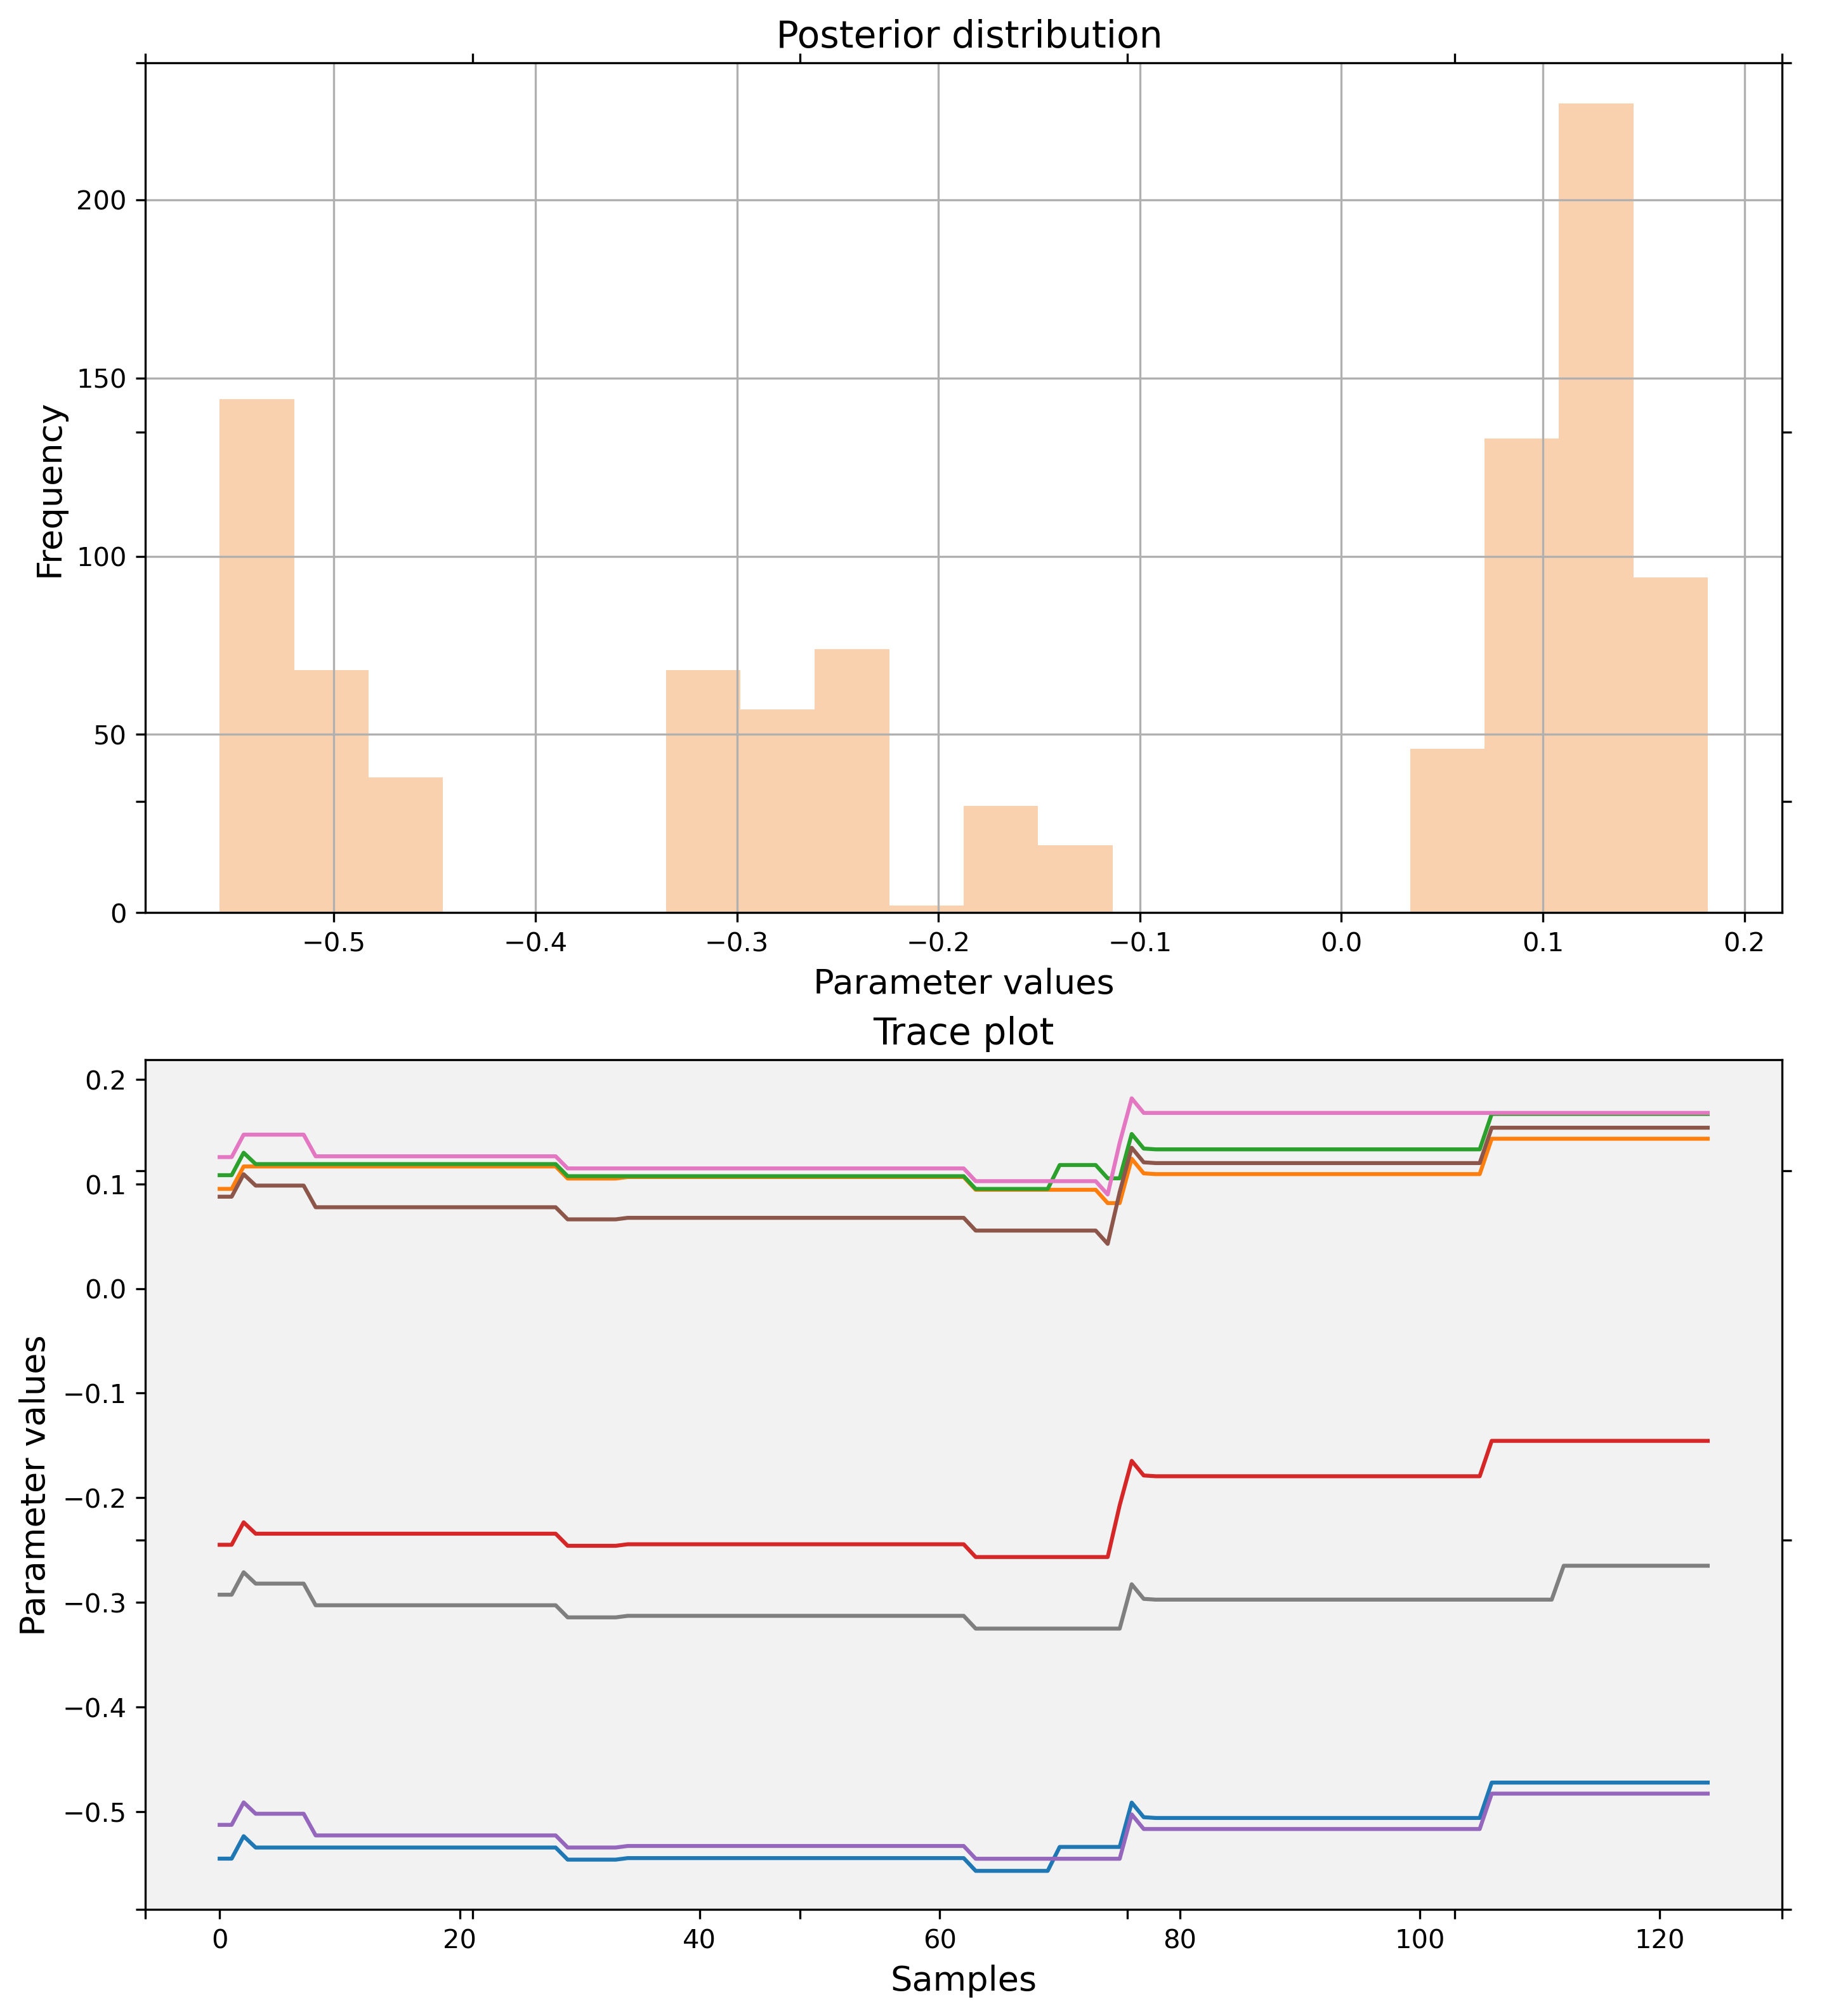 Posterior distribution
200
150
100
50
0
Frequency
−0.5 −0.4 −0.3 −0.2 −0.1 0.0 0.1 0.2
Parameter values
Trace plot
0.2
0.1
0.0
−0.1
−0.2
−0.3
−0.4
−0.5
Parameter values
0 20 40 60 80 100 120
Samples